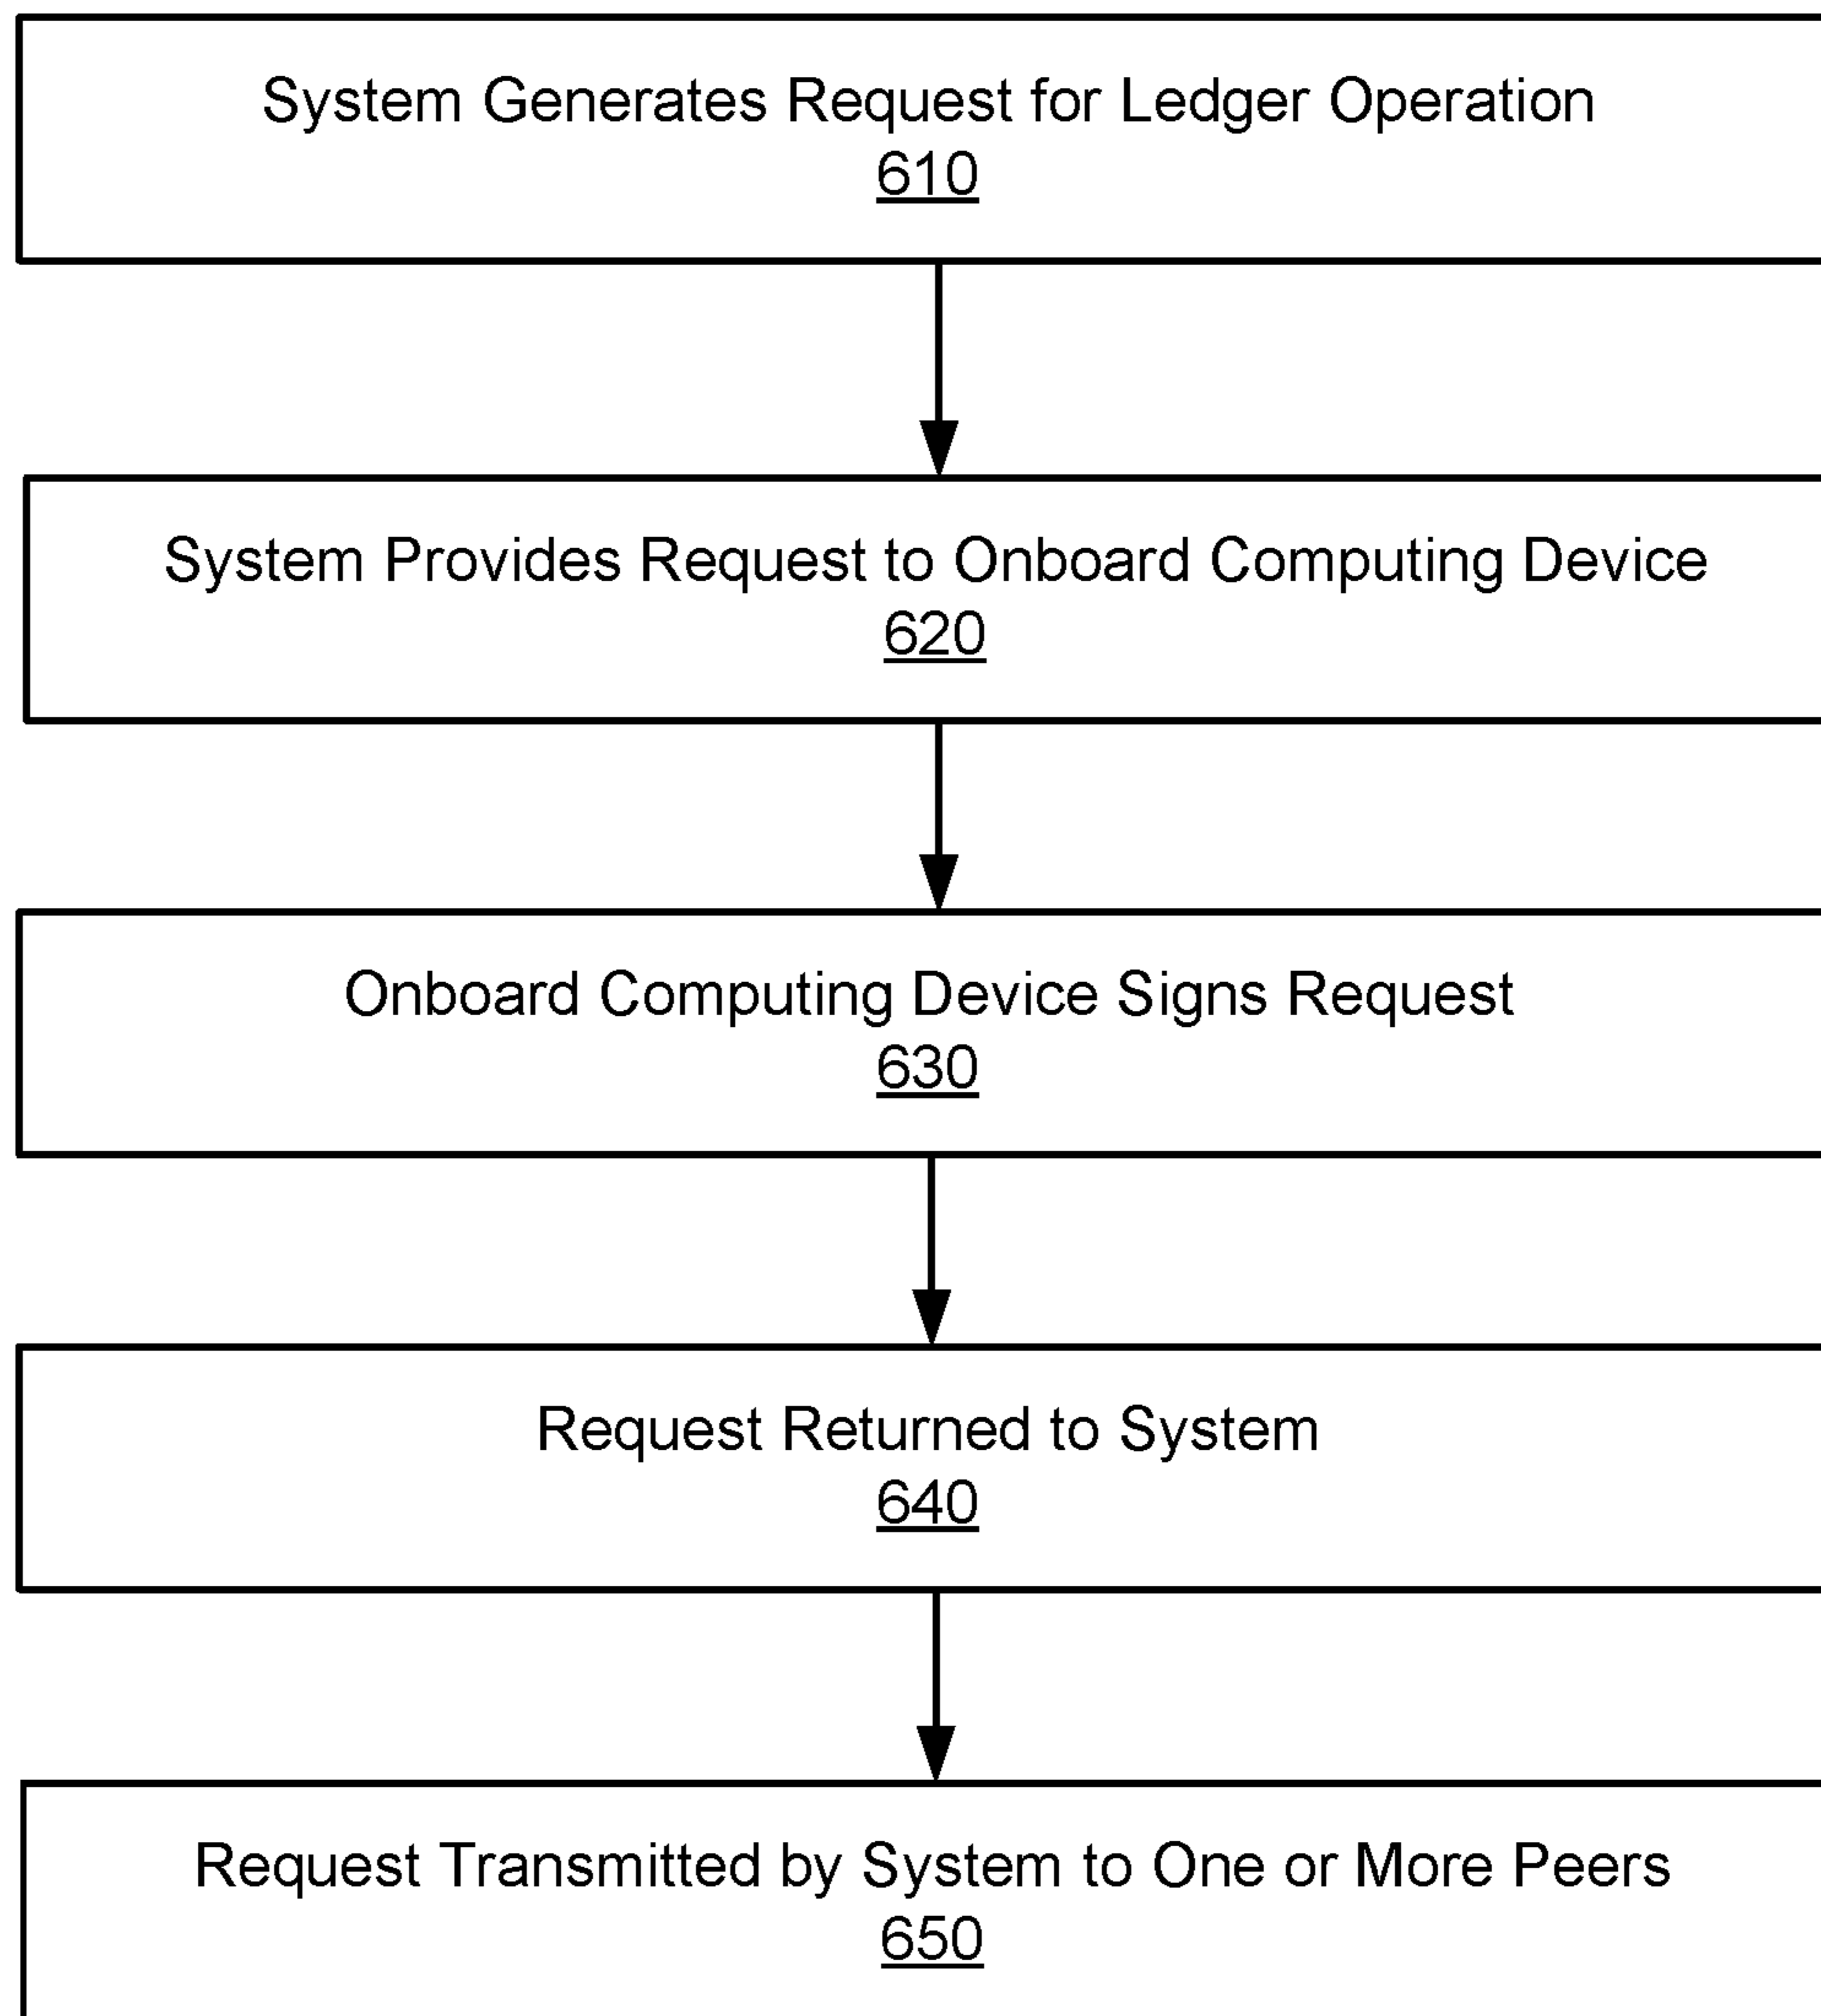 System Generates Request for Ledger Operation
610
System Provides Request to Onboard Computing Device
620
Onboard Computing Device Signs Request
630
Request Returned to System
640
Request Transmitted by System to One or More Peers
650